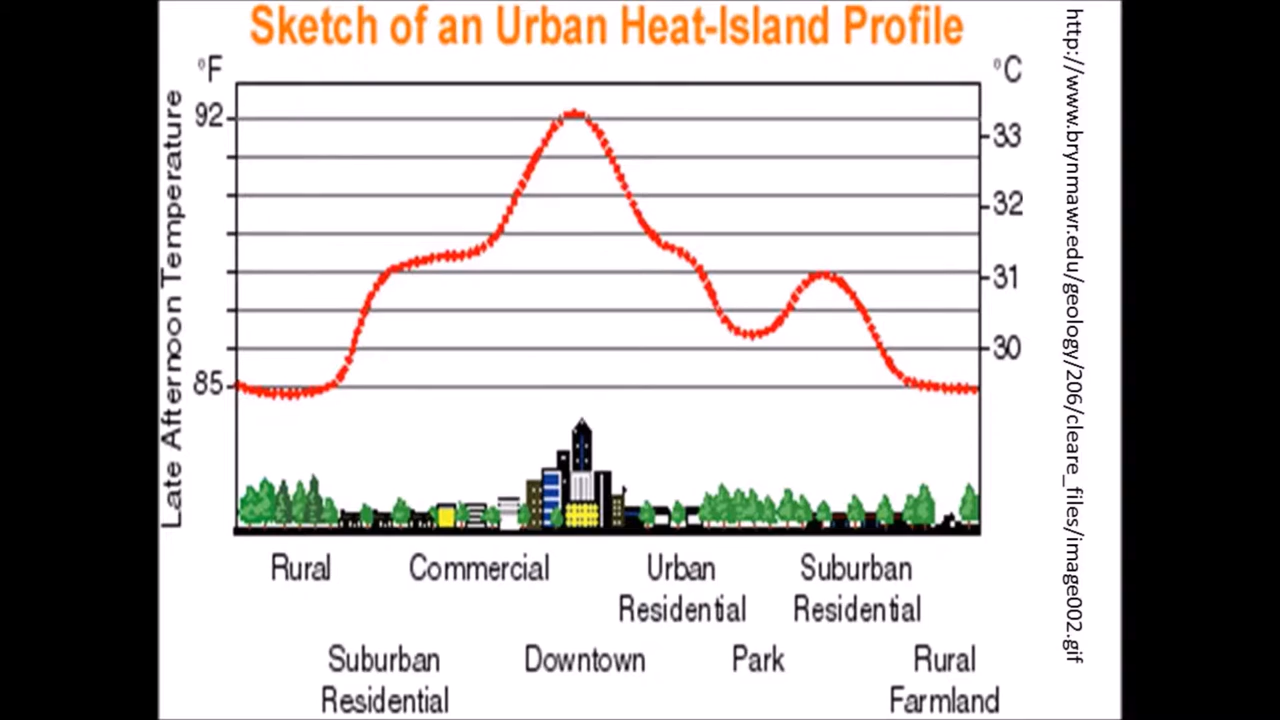 Sketch of an Urban Heat-Island Profile
°F
°C
92
85
33
32
31
30
Late Afternoon Temperature
Rural
Commercial
Urban
Residential
Suburban
Residential
Suburban
Residential
Downtown
Park
Rural
Farmland
http://www.brynmawr.edu/geology/206/cleare_files/image002.gif